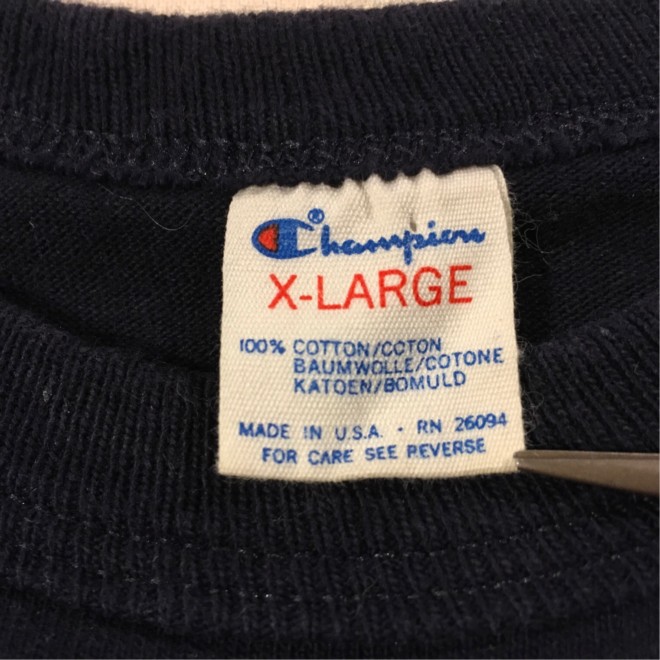 Champion®
X-LARGE
100% COTTON/COTON
BAUMWOLLE/COTONE
KATOEN/BOMULD
MADE IN U.S.A. · RN 26094
FOR CARE SEE REVERSE